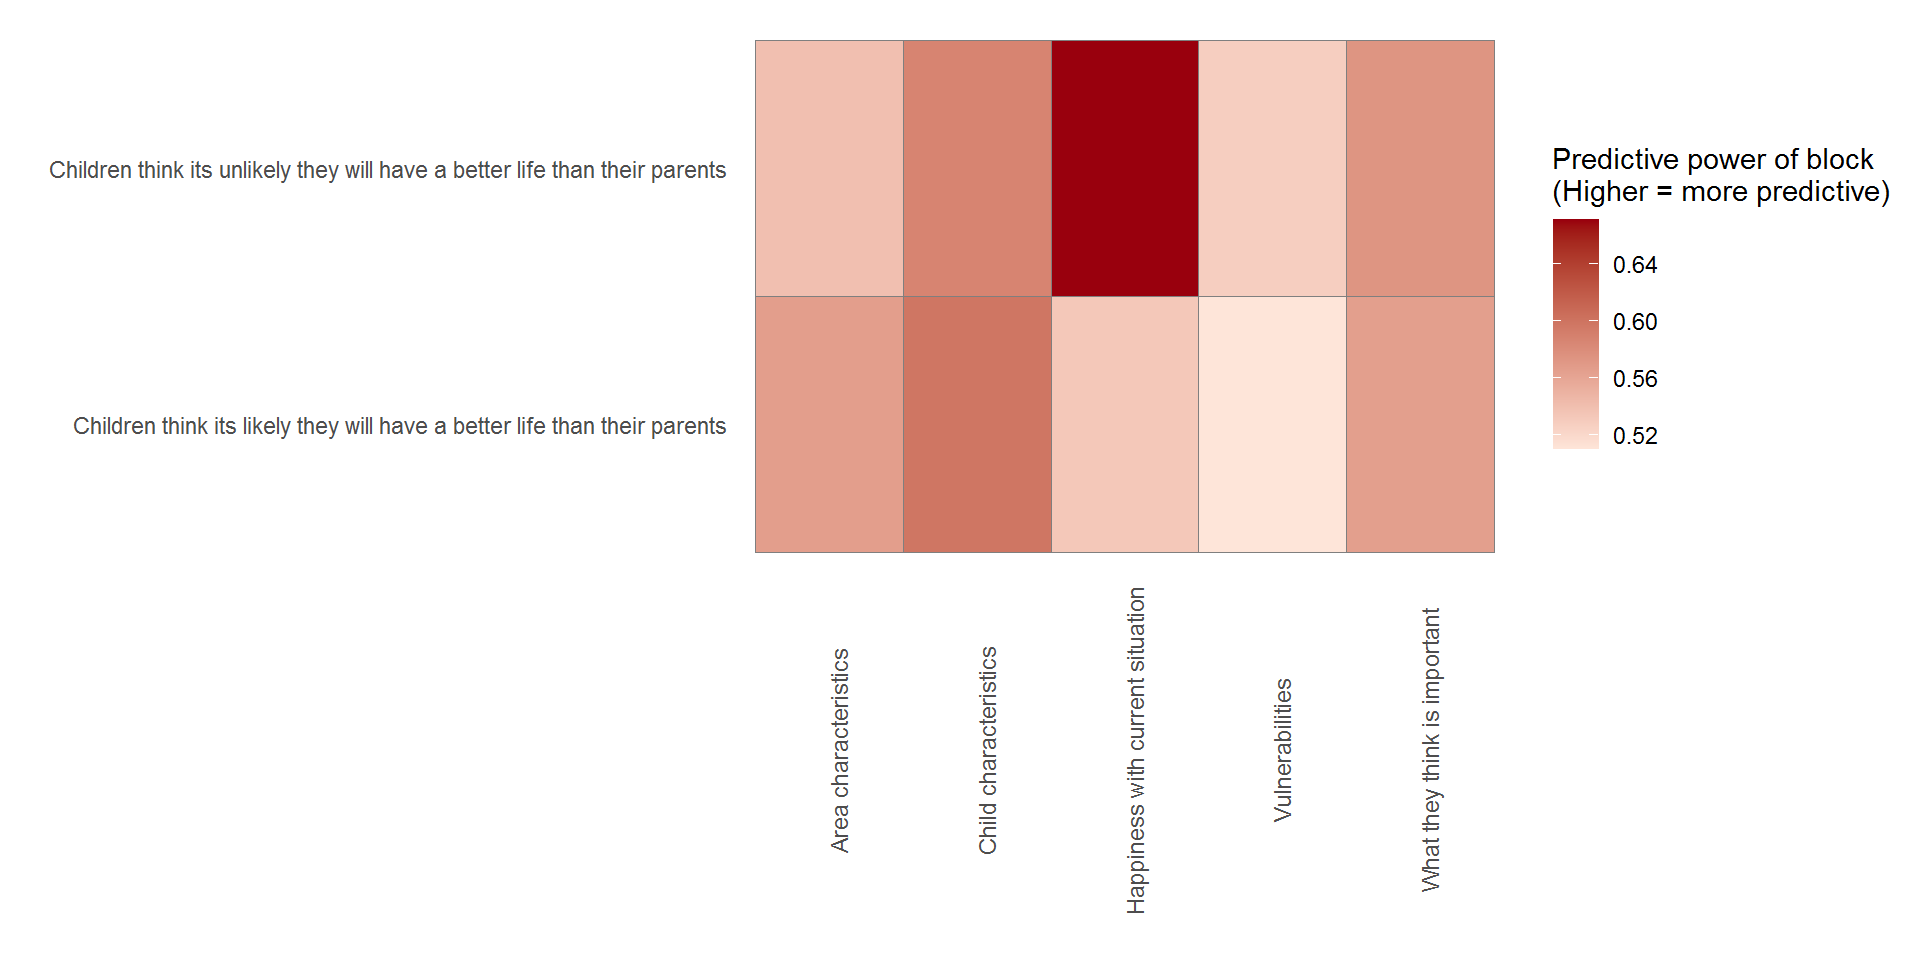 Children think its unlikely they will have a better life than their parents
Children think its likely they will have a better life than their parents
Area characteristics
Child characteristics
Happiness with current situation
Vulnerabilities
What they think is important
Predictive power of block
(Higher = more predictive)
0.64
0.60
0.56
0.52